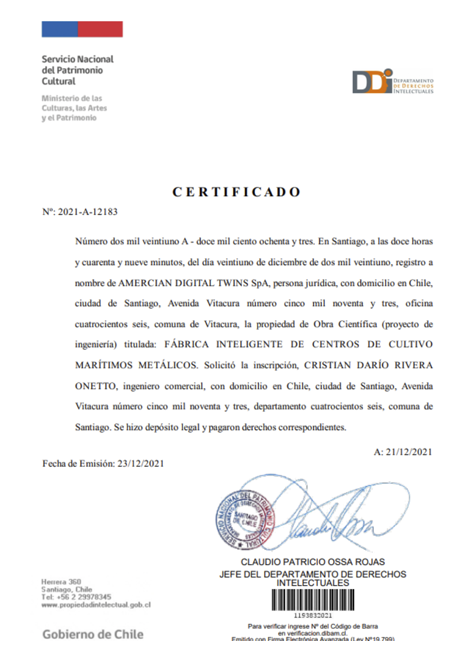 Servicio Nacional
del Patrimonio
Cultural
Ministerio de las
Culturas, las Artes
y el Patrimonio
DDi DEPARTAMENTO
DE DERECHOS
INTELECTUALES
CERTIFICADO
Nº: 2021-A-12183
Número dos mil veintiuno A - doce mil ciento ochenta y tres. En Santiago, a las doce horas
y cuarenta y nueve minutos, del día veintiuno de diciembre de dos mil veintiuno, registro a
nombre de AMERCIAN DIGITAL TWINS SpA, persona jurídica, con domicilio en Chile,
ciudad de Santiago, Avenida Vitacura número cinco mil noventa y tres, oficina
cuatrocientos seis, comuna de Vitacura, la propiedad de Obra Científica (proyecto de
ingeniería) titulada: FÁBRICA INTELIGENTE DE CENTROS DE CULTIVO
MARÍTIMOS METÁLICOS. Solicitó la inscripción, CRISTIAN DARÍO RIVERA
ONETTO, ingeniero comercial, con domicilio en Chile, ciudad de Santiago, Avenida
Vitacura número cinco mil noventa y tres, departamento cuatrocientos seis, comuna de
Santiago. Se hizo depósito legal y pagaron derechos correspondientes.
A: 21/12/2021
Fecha de Emisión: 23/12/2021
SERVICIO NACIONAL DEL PATRIMONIO CULTURAL
SANTIAGO
DE CHILE
CLAUDIO PATRICIO OSSA ROJAS
JEFE DEL DEPARTAMENTO DE DERECHOS
INTELECTUALES
1193832021
Herrera 360
Santiago, Chile
Tel: +56 2 29978345
www.propiedadintelectual.gob.cl
Para verificar ingrese Nº del Código de Barra
en verificacion.dibam.cl.
Emitido con Firma Electrónica Avanzada (Ley Nº19.799)
Gobierno de Chile